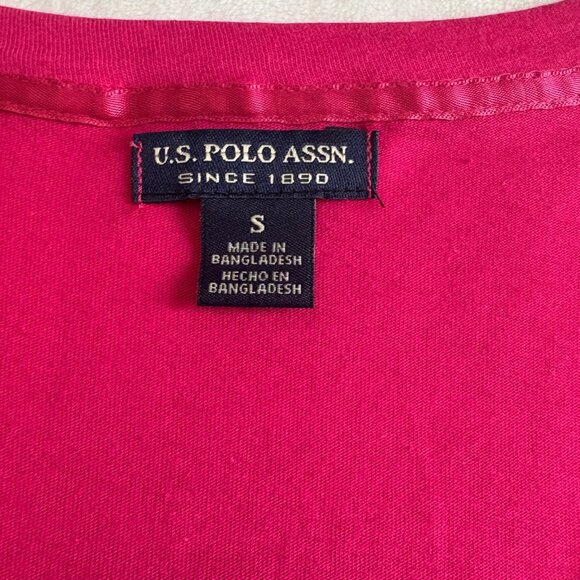 U.S. POLO ASSN.
SINCE 1890
S
MADE IN
BANGLADESH
HECHO EN
BANGLADESH